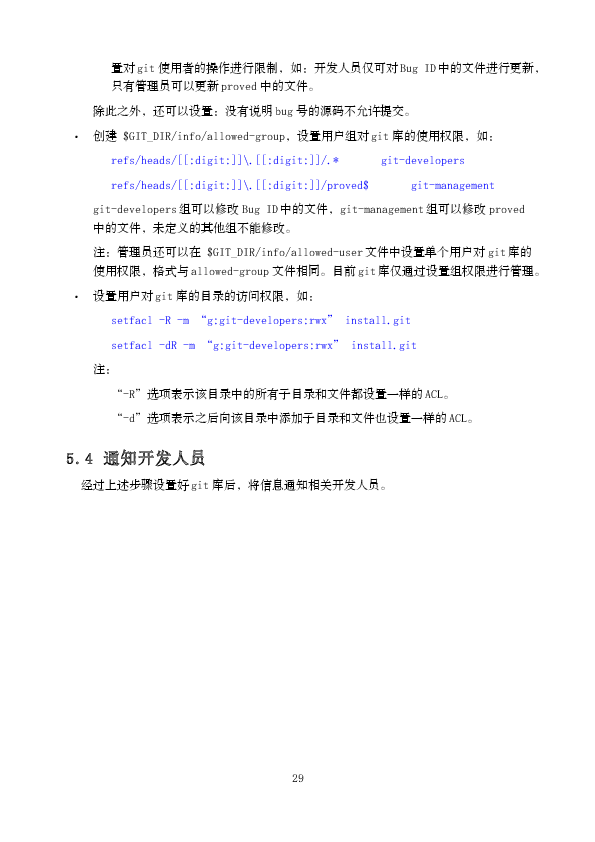 置对git 使用者的操作进行限制，如：开发人员仅可对Bug ID中的文件进行更新，
只有管理员可以更新proved 中的文件。
除此之外，还可以设置：没有说明bug 号的源码不允许提交。
• 创建 $GIT_DIR/info/allowed-group，设置用户组对git 库的使用权限，如：
refs/heads/[[:digit:]]\.[[:digit:]]/.* git-developers
refs/heads/[[:digit:]]\.[[:digit:]]/proved$ git-management
git-developers组可以修改 Bug ID中的文件，git-management组可以修改 proved
中的文件，未定义的其他组不能修改。
注：管理员还可以在 $GIT_DIR/info/allowed-user文件中设置单个用户对git库的
使用权限，格式与allowed-group 文件相同。目前git库仅通过设置组权限进行管理。
• 设置用户对git 库的目录的访问权限，如：
setfacl -R -m “g:git-developers:rwx” install.git
setfacl -dR -m “g:git-developers:rwx” install.git
注：
“-R”选项表示该目录中的所有子目录和文件都设置一样的ACL。
“-d”选项表示之后向该目录中添加子目录和文件也设置一样的ACL。
5.4 通知开发人员
经过上述步骤设置好git 库后，将信息通知相关开发人员。
29